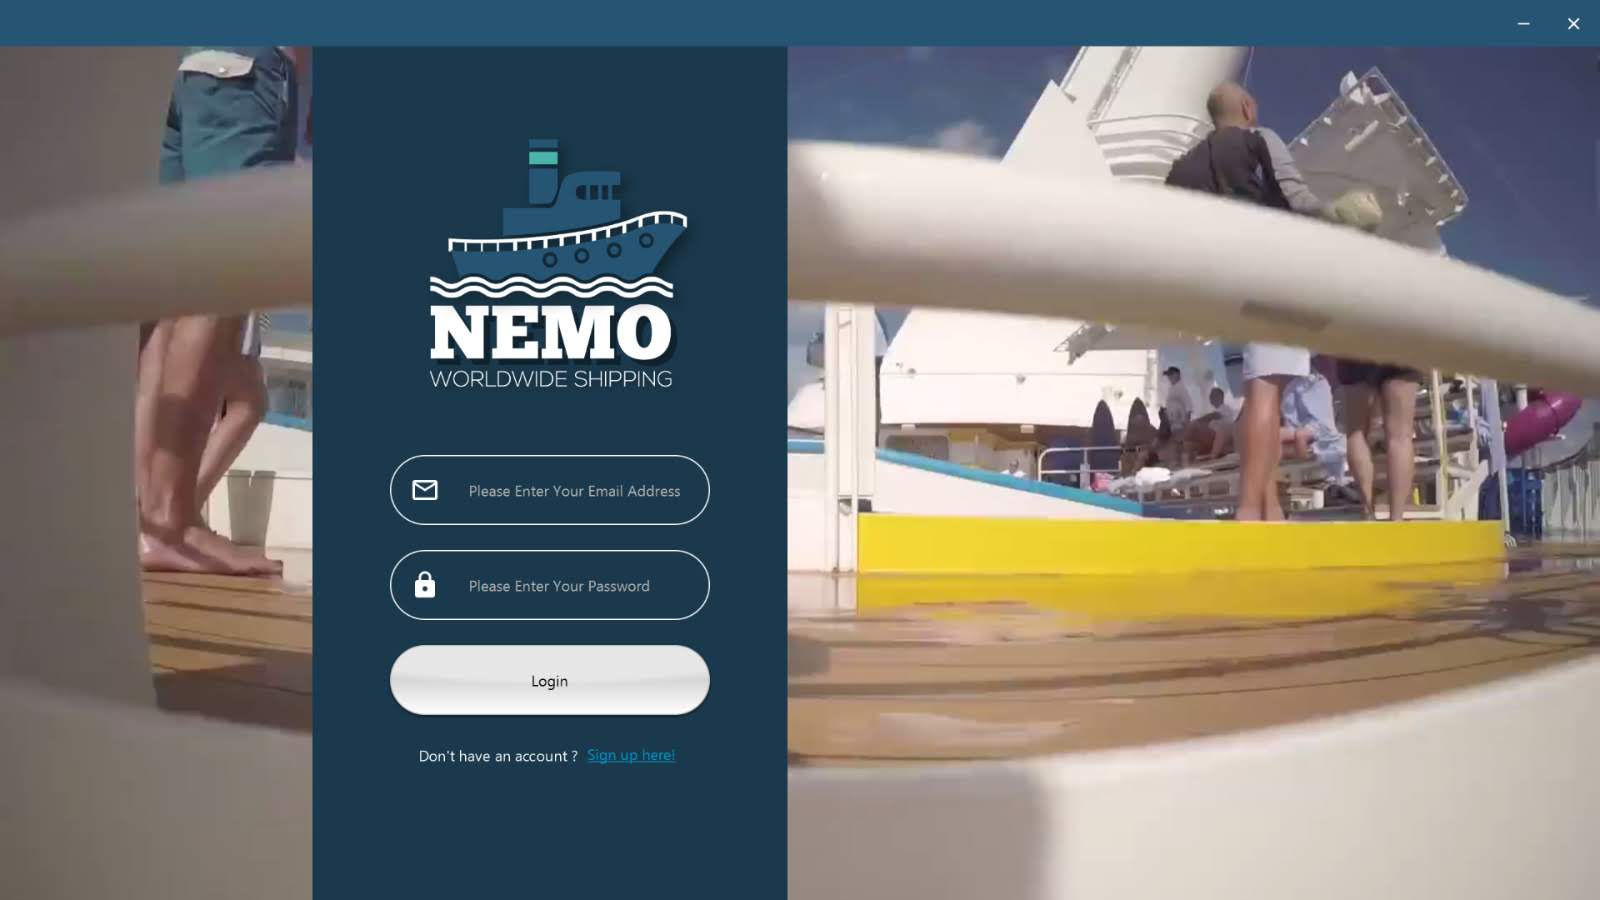 NEMO
WORLDWIDE SHIPPING
Please Enter Your Email Address
Please Enter Your Password
Login
Don't have an account ? Sign up here!